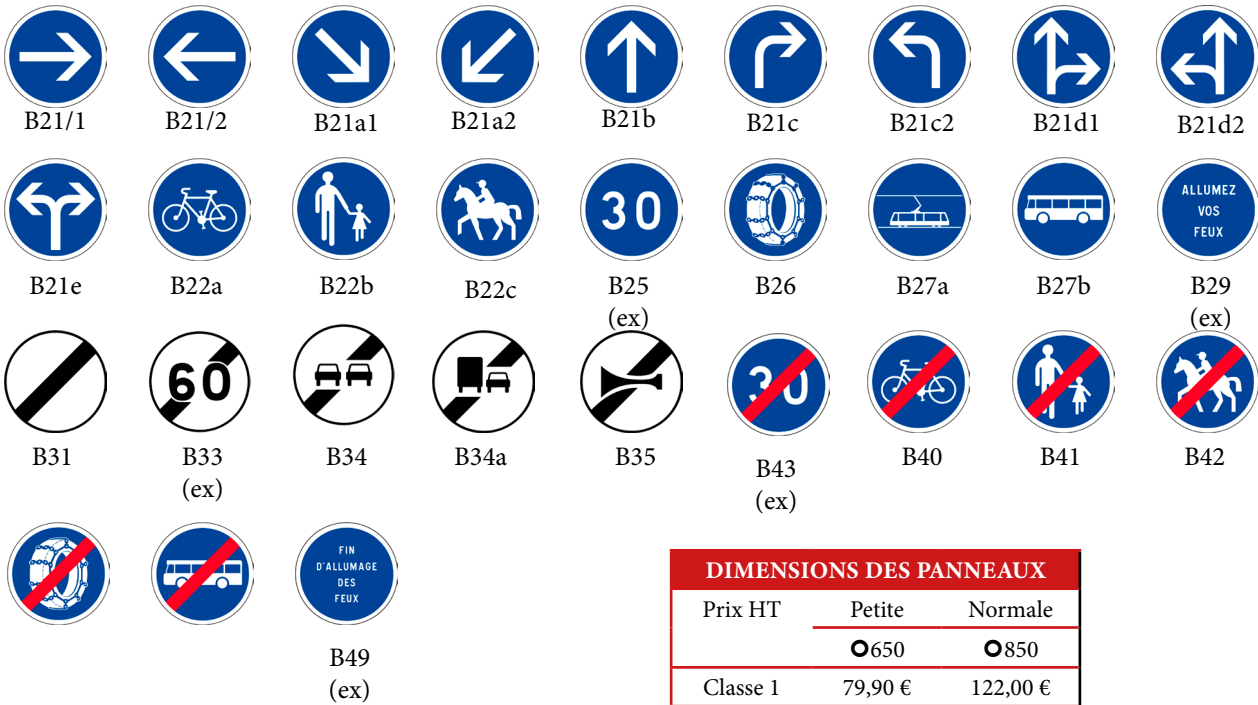 B21/1 B21/2 B21a1 B21a2 B21b B21c B21c2 B21d1 B21d2
30
ALLUMEZ
VOS
FEUX
B21e B22a B22b B22c B25 B26 B27a B27b B29
(ex) (ex)
60
30
B31 B33 B34 B34a B35 B43 B40 B41 B42
(ex) (ex)
FIN
D'ALLUMAGE
DES
FEUX
B49
(ex)
DIMENSIONS DES PANNEAUX
Prix HT Petite Normale
650 850
Classe 1 79,90 € 122,00 €